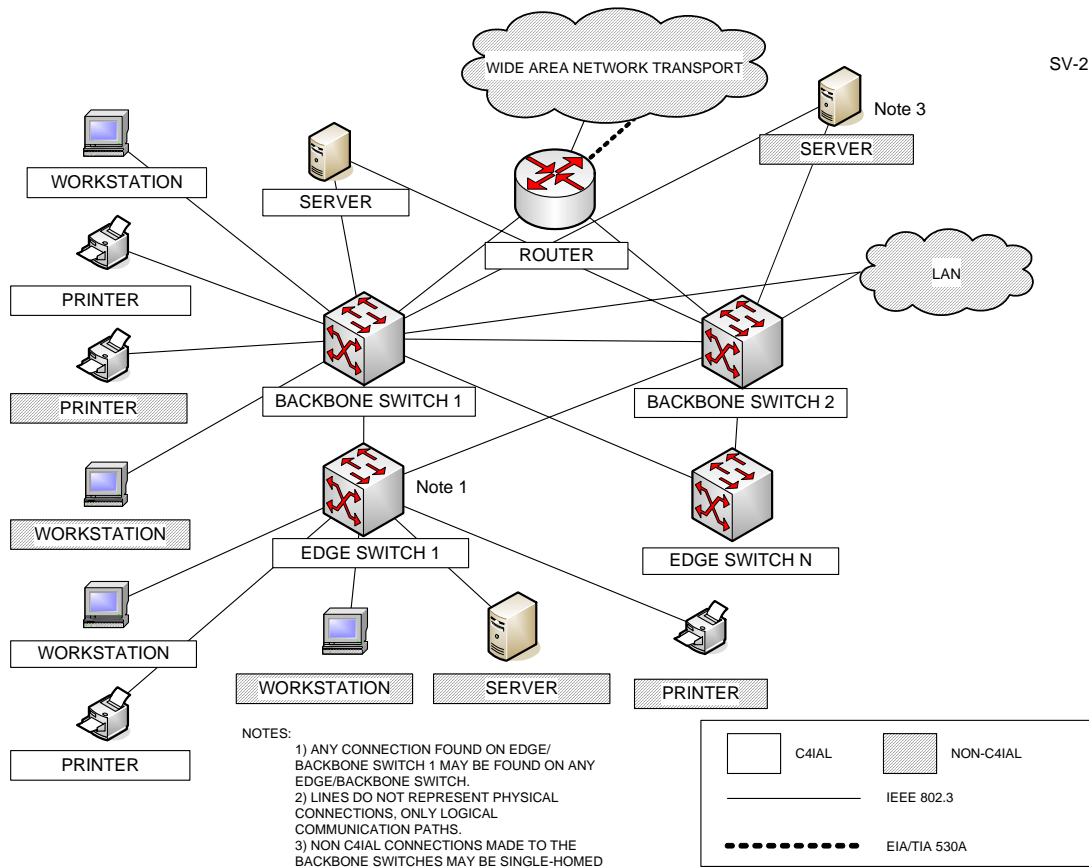 WIDE AREA NETWORK TRANSPORT
SV-2
Note 3
SERVER
WORKSTATION
SERVER
ROUTER
LAN
PRINTER
PRINTER
BACKBONE SWITCH 1
BACKBONE SWITCH 2
Note 1
WORKSTATION
EDGE SWITCH 1
EDGE SWITCH N
WORKSTATION
WORKSTATION
SERVER
PRINTER
PRINTER
NOTES:
1) ANY CONNECTION FOUND ON EDGE/
BACKBONE SWITCH 1 MAY BE FOUND ON ANY
EDGE/BACKBONE SWITCH.
2) LINES DO NOT REPRESENT PHYSICAL
CONNECTIONS, ONLY LOGICAL
COMMUNICATION PATHS.
3) NON C4IAL CONNECTIONS MADE TO THE
BACKBONE SWITCHES MAY BE SINGLE-HOMED
C4IAL
NON-C4IAL
IEEE 802.3
EIA/TIA 530A